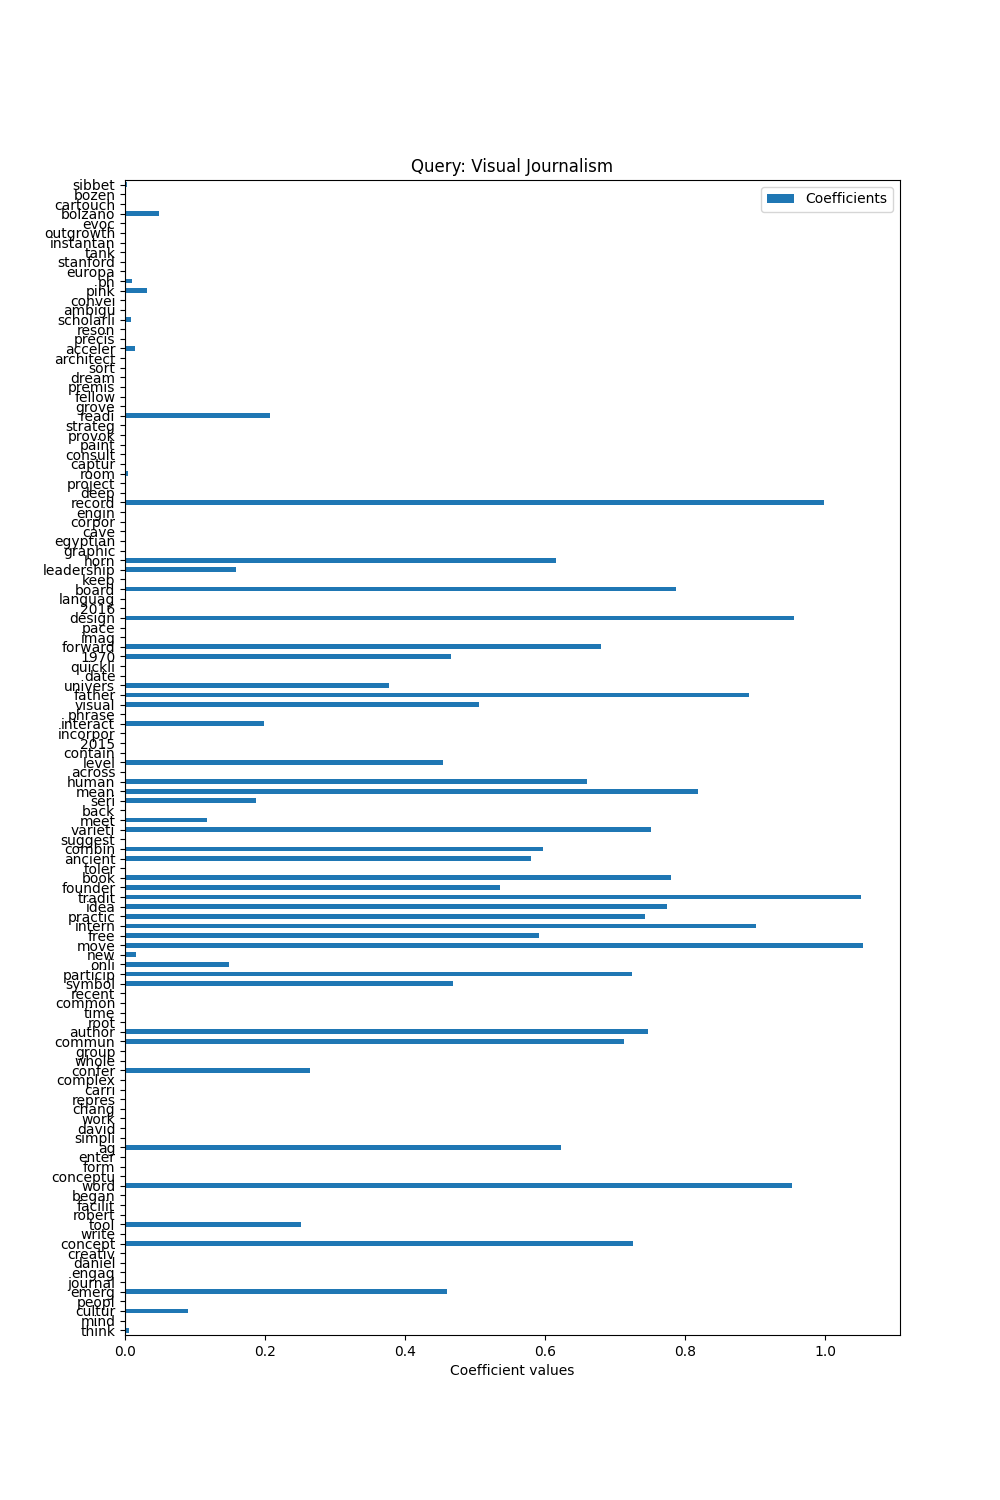 Query: Visual Journalism
Coefficients
sibbet
bozen
cartouch
bolzano
evoc
outgrowth
instantan
tank
stanford
europa
ph
pink
convei
ambigu
scholarli
reson
precis
acceler
architect
sort
dream
premis
fellow
grove
readi
strateg
provok
paint
consult
captur
room
project
deep
record
engin
corpor
cave
egyptian
graphic
horn
leadership
keep
board
languag
2016
design
pace
imag
forward
1970
quickli
date
univers
father
visual
phrase
interact
incorpor
2015
contain
level
across
human
mean
seri
back
meet
varieti
suggest
combin
ancient
toler
book
founder
tradit
idea
practic
intern
free
move
new
onli
particip
symbol
recent
common
time
root
author
commun
group
whole
confer
complex
carri
repres
chang
work
david
simpli
ag
enter
form
conceptu
word
began
facilit
robert
tool
write
concept
creativ
daniel
engag
journal
emerg
peopl
cultur
mind
think
0.0 0.2 0.4 0.6 0.8 1.0
Coefficient values